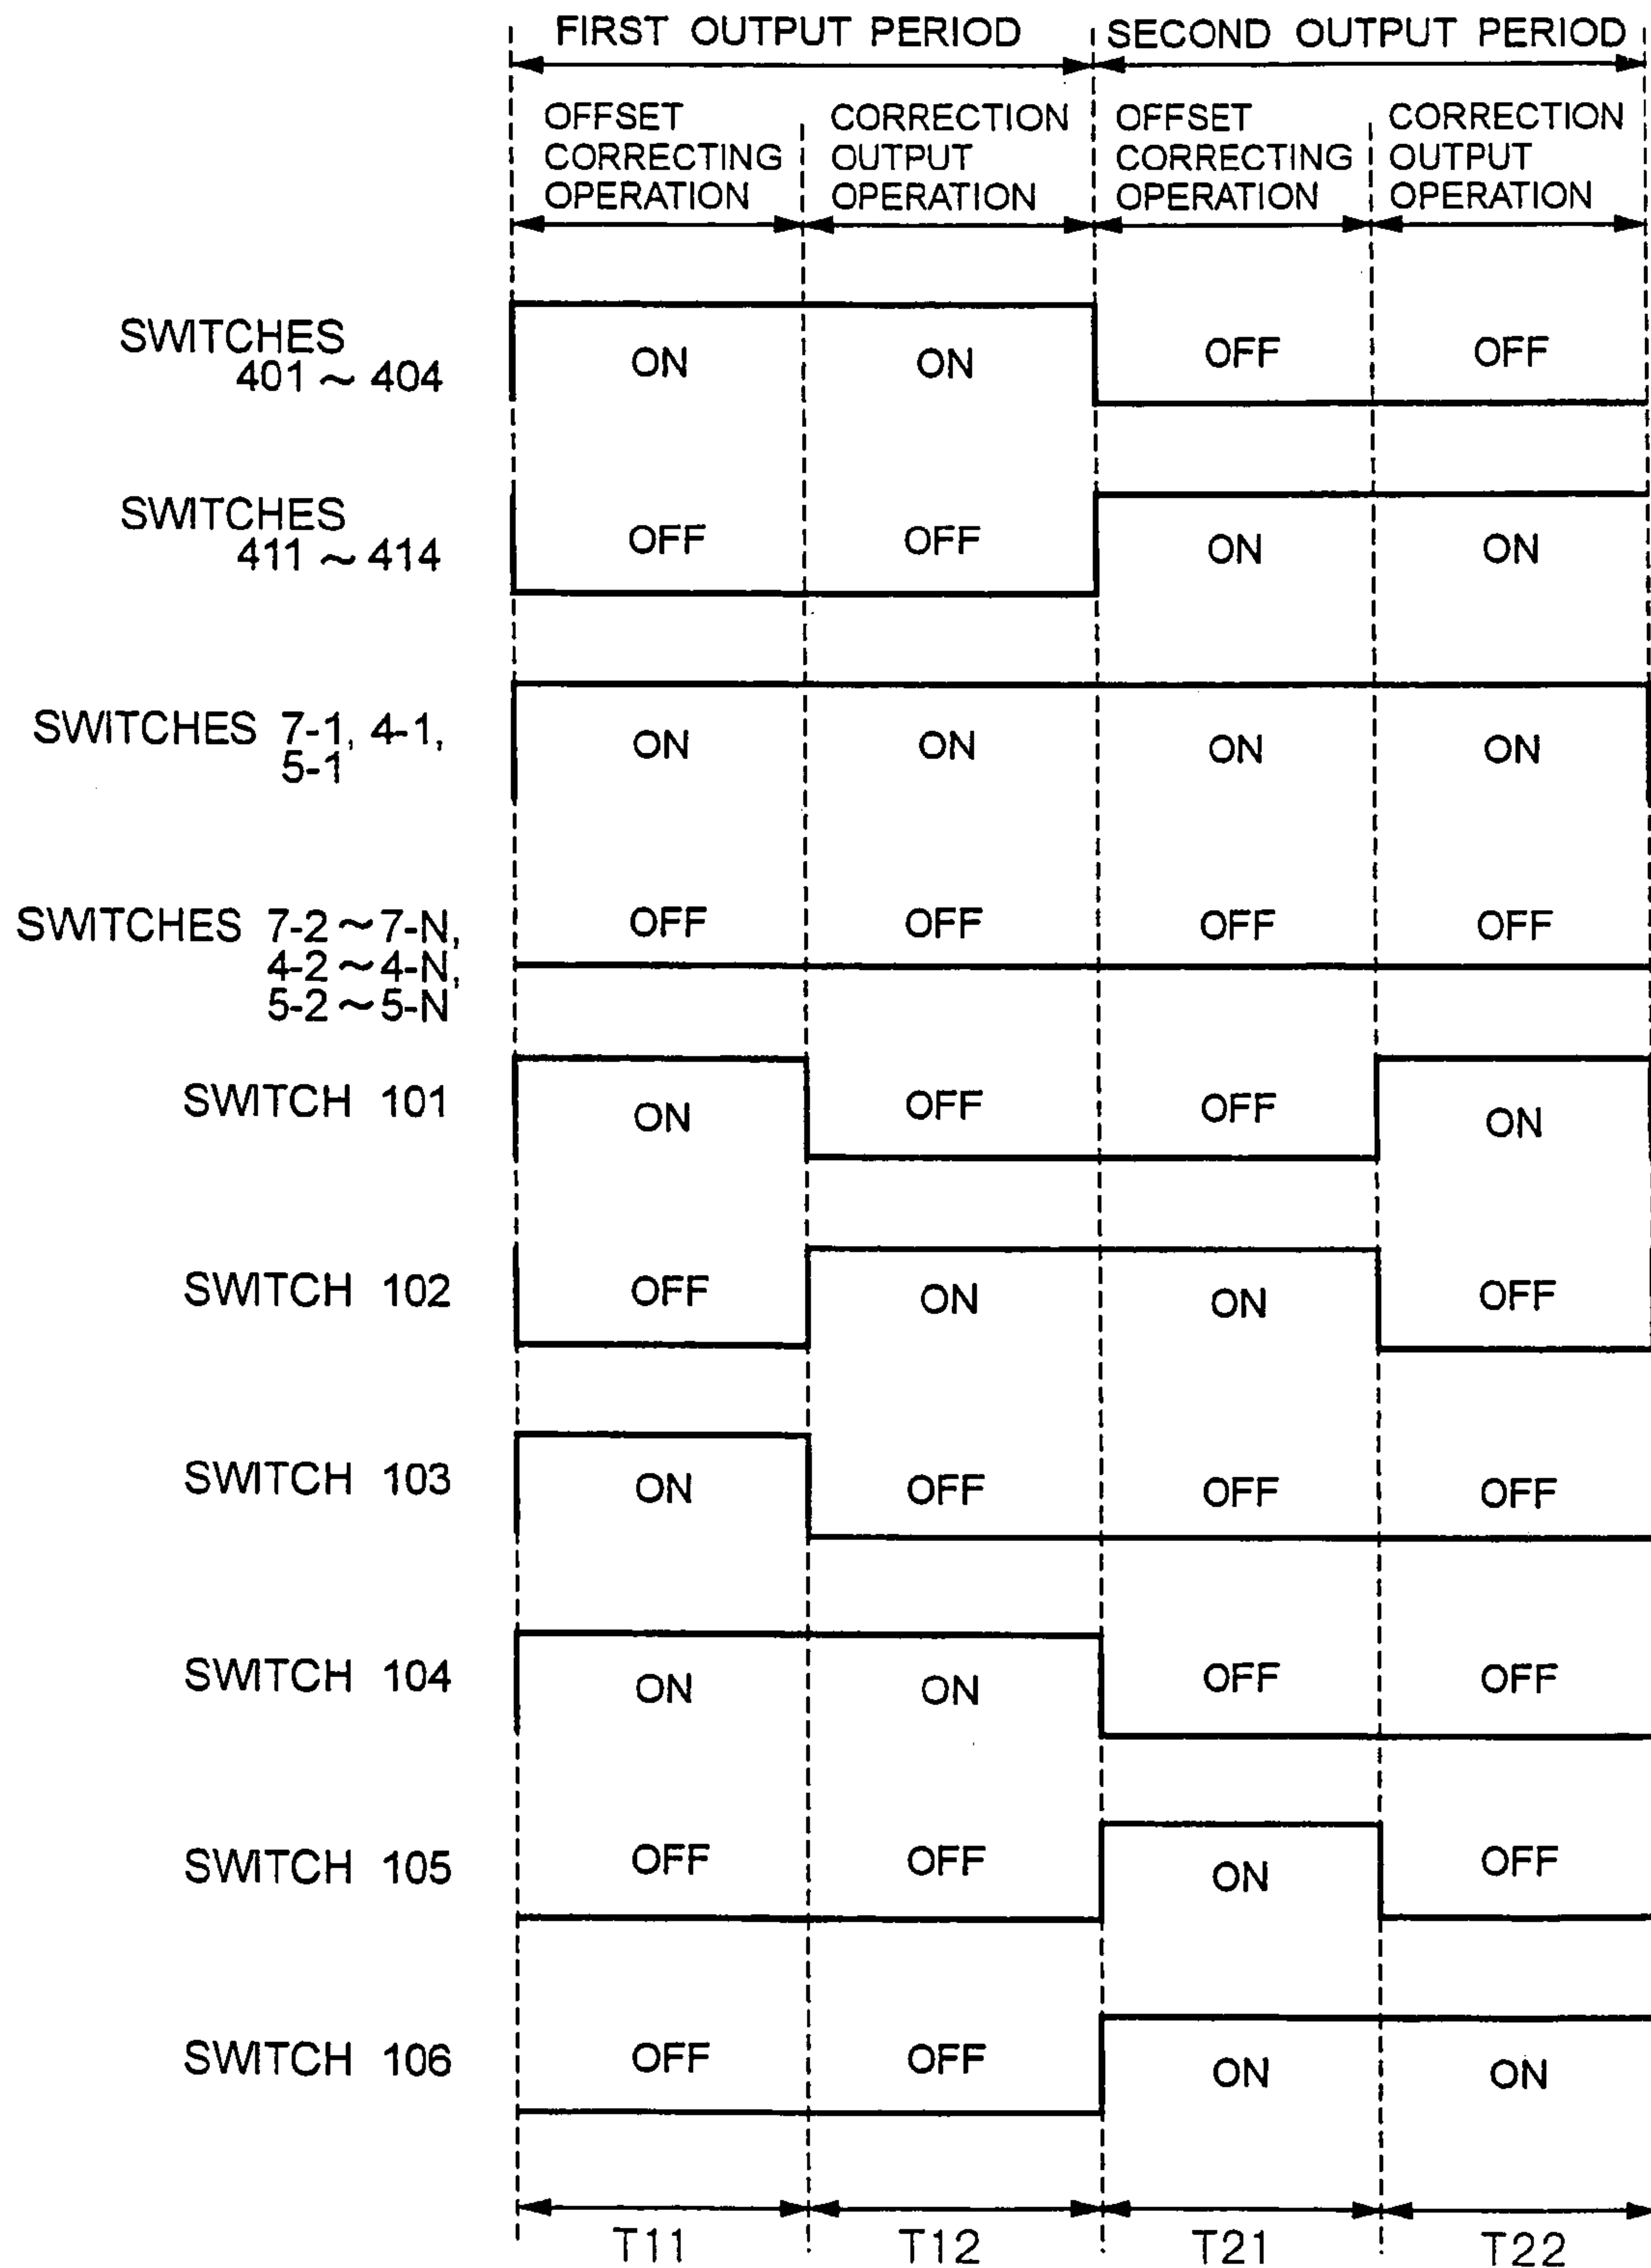 FIRST OUTPUT PERIOD SECOND OUTPUT PERIOD
OFFSET CORRECTION OFFSET CORRECTION
CORRECTING OUTPUT CORRECTING OUTPUT
OPERATION OPERATION OPERATION OPERATION
SWITCHES
401 ~ 404
ON ON OFF OFF
SWITCHES
411 ~ 414
OFF OFF ON ON
SWITCHES 7-1, 4-1,
5-1
ON ON ON ON
SWITCHES 7-2 ~ 7-N,
4-2 ~ 4-N,
5-2 ~ 5-N
OFF OFF OFF OFF
SWITCH 101 ON OFF OFF ON
SWITCH 102 OFF ON ON OFF
SWITCH 103 ON OFF OFF OFF
SWITCH 104 ON ON OFF OFF
SWITCH 105 OFF OFF ON OFF
SWITCH 106 OFF OFF ON ON
T11 T12 T21 T22